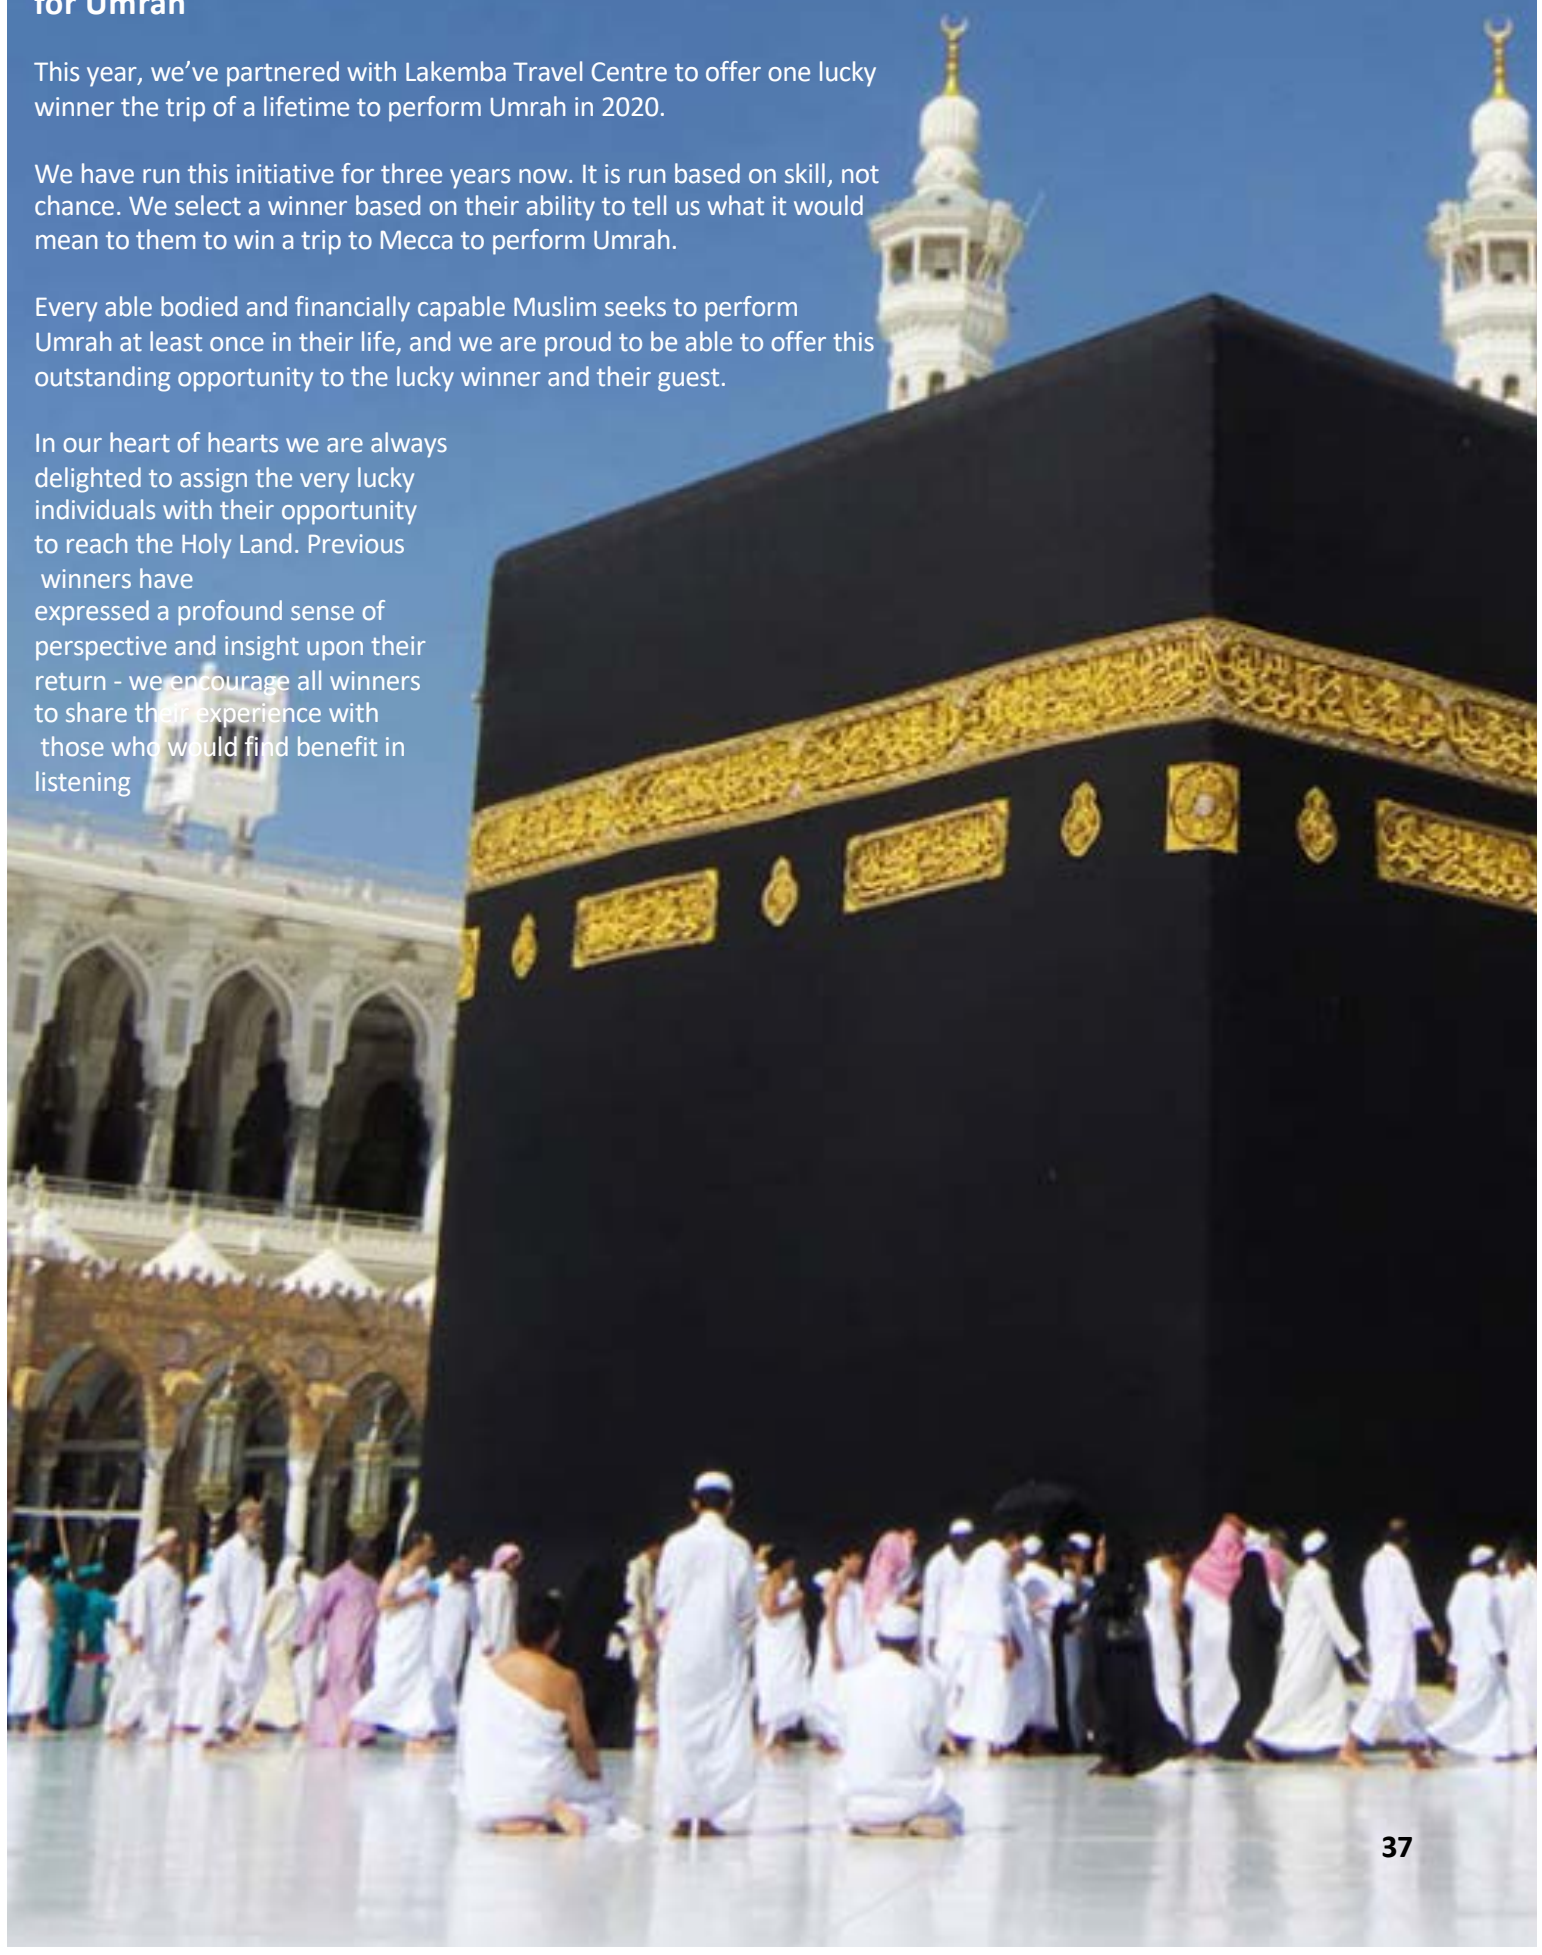 for Umrah
This year, we’ve partnered with Lakemba Travel Centre to offer one lucky
winner the trip of a lifetime to perform Umrah in 2020.
We have run this initiative for three years now. It is run based on skill, not
chance. We select a winner based on their ability to tell us what it would
mean to them to win a trip to Mecca to perform Umrah.
Every able bodied and financially capable Muslim seeks to perform
Umrah at least once in their life, and we are proud to be able to offer this
outstanding opportunity to the lucky winner and their guest.
In our heart of hearts we are always
delighted to assign the very lucky
individuals with their opportunity
to reach the Holy Land. Previous
winners have
expressed a profound sense of
perspective and insight upon their
return - we encourage all winners
to share their experience with
those who would find benefit in
listening
37